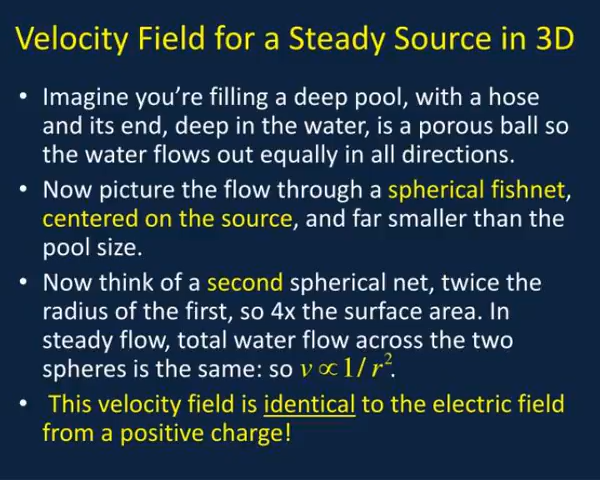 Velocity Field for a Steady Source in 3D
• Imagine you're filling a deep pool, with a hose
and its end, deep in the water, is a porous ball so
the water flows out equally in all directions.
• Now picture the flow through a spherical fishnet,
centered on the source, and far smaller than the
pool size.
• Now think of a second spherical net, twice the
radius of the first, so 4x the surface area. In
steady flow, total water flow across the two
spheres is the same: so v ∝ 1/ r².
• This velocity field is identical to the electric field
from a positive charge!